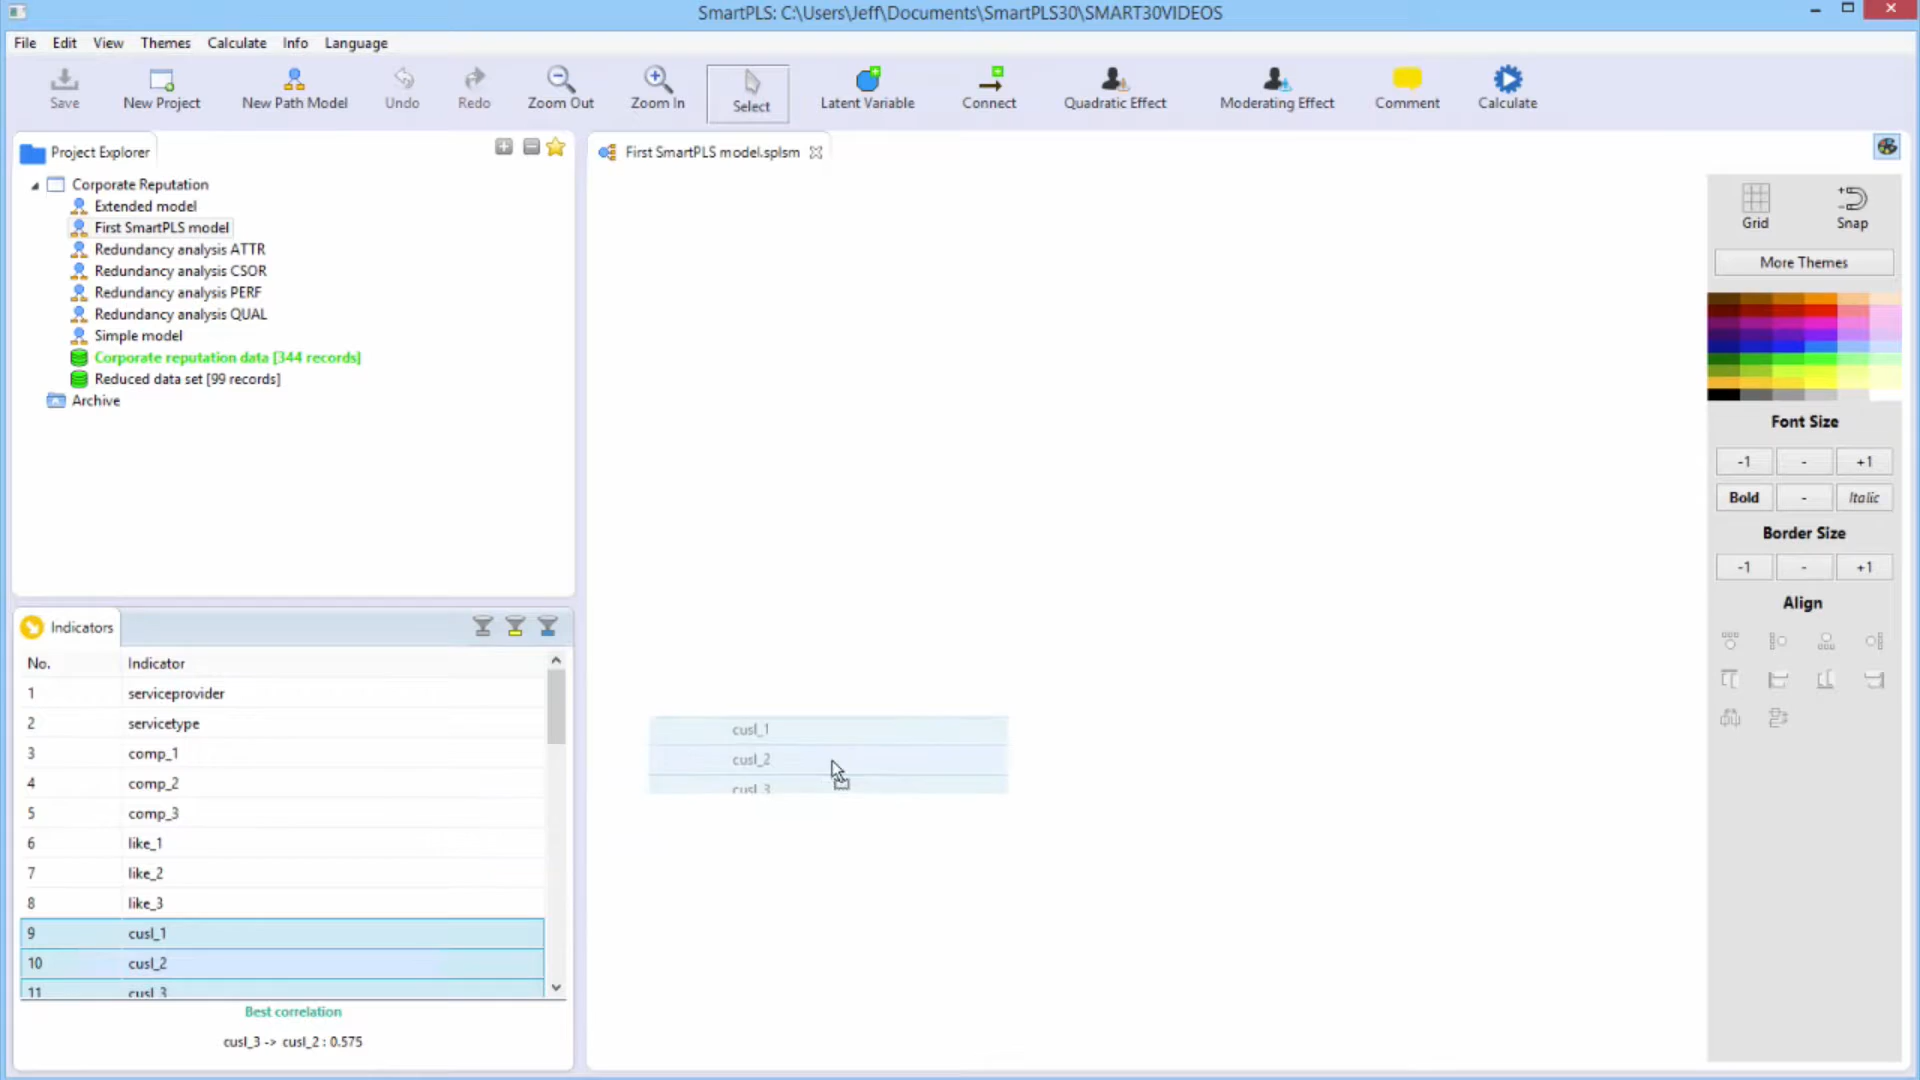 SmartPLS: C:\Users\Jeff\Documents\SmartPLS30\SMART30VIDEOS
File Edit View Themes Calculate Info Language
Save New Project New Path Model Undo Redo Zoom Out Zoom In Select Latent Variable Connect Quadratic Effect Moderating Effect Comment Calculate
Project Explorer
Corporate Reputation
Extended model
First SmartPLS model
Redundancy analysis ATTR
Redundancy analysis CSOR
Redundancy analysis PERF
Redundancy analysis QUAL
Simple model
Corporate reputation data [344 records]
Reduced data set [99 records]
Archive
Indicators
No. Indicator
1 serviceprovider
2 servicetype
3 comp_1
4 comp_2
5 comp_3
6 like_1
7 like_2
8 like_3
9 cusl_1
10 cusl_2
11 cusl_3
Best correlation
cusl_3 -> cusl_2 : 0.575
First SmartPLS model.splsm
cusl_1
cusl_2
cusl_3
Grid Snap
More Themes
Font Size
-1 - +1
Bold - Italic
Border Size
-1 - +1
Align